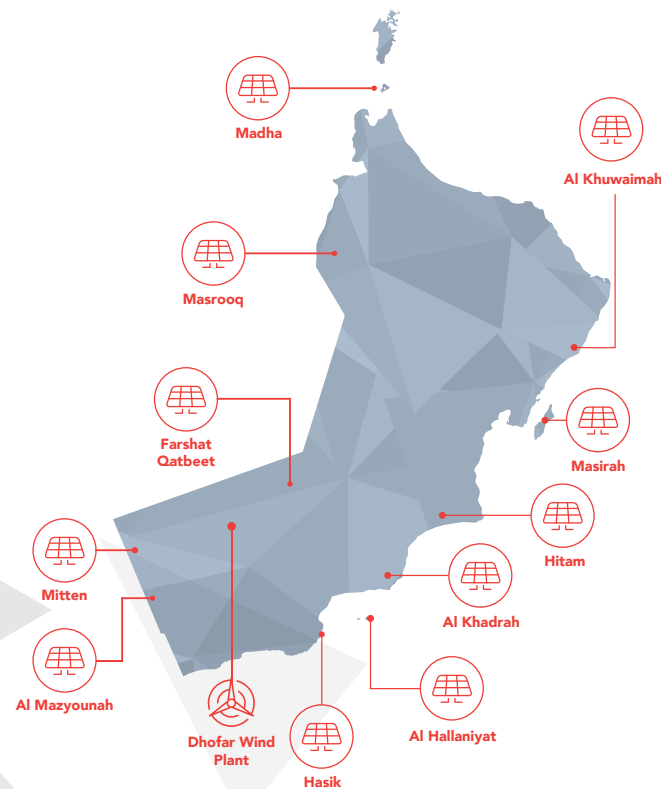 Madha
Al Khuwaimah
Masrooq
Farshat
Qatbeet
Masirah
Hitam
Mitten
Al Khadrah
Al Mazyounah
Al Hallaniyat
Dhofar Wind
Plant
Hasik